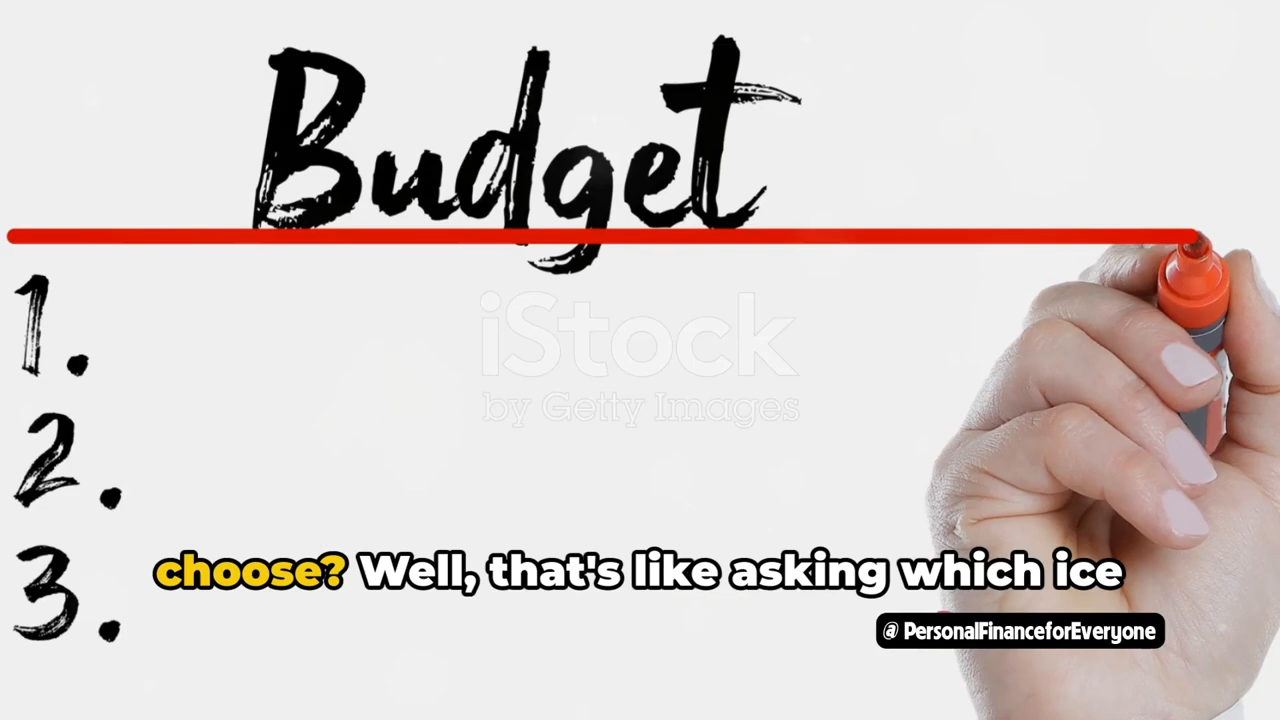 Budget
1.
iStock
by Getty Images
2.
3.
choose? Well, that's like asking which ice
@ PersonalFinanceforEveryone